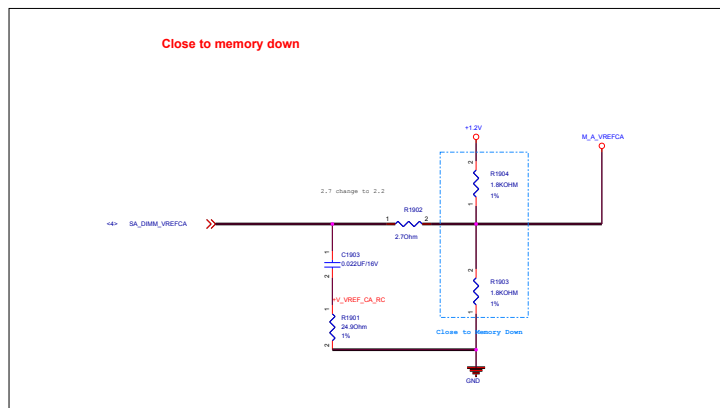 Close to memory down
+1.2V
M_A_VREFCA
2
R1904
1.8KOHM
1%
1
2.7 change to 2.2
R1902
<4> SA_DIMM_VREFCA
1 2
2.7Ohm
1
C1903
0.022UF/16V
2
2
R1903
1.8KOHM
1%
1
+V_VREF_CA_RC
1
R1901
24.9Ohm
1%
2
Close to Memory Down
GND